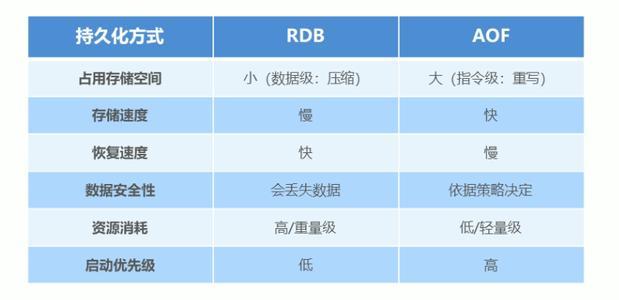 持久化方式 RDB AOF
占用存储空间 小（数据级：压缩） 大（指令级：重写）
存储速度 慢 快
恢复速度 快 慢
数据安全性 会丢失数据 依据策略决定
资源消耗 高/重量级 低/轻量级
启动优先级 低 高